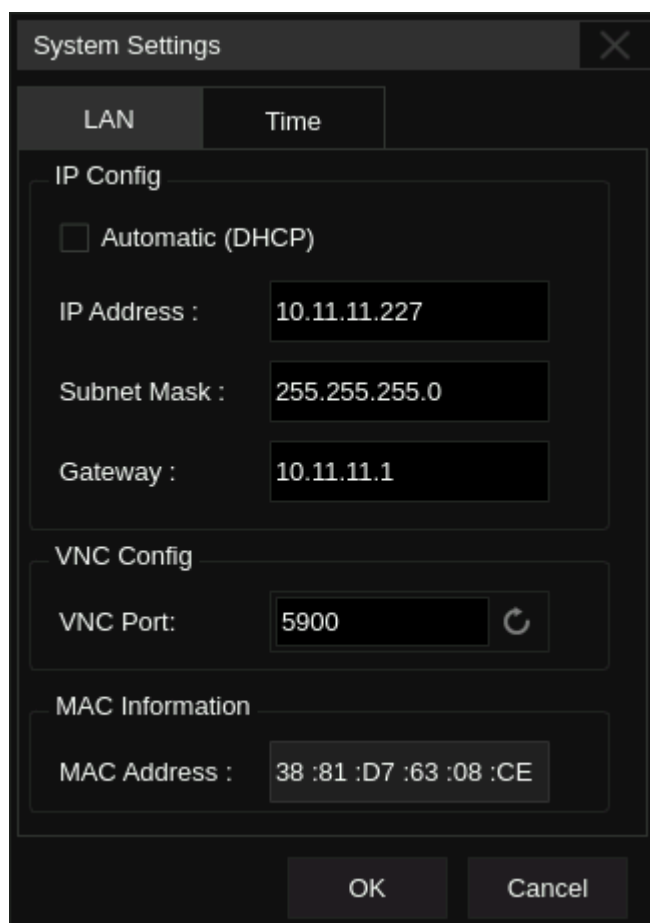 System Settings
LAN Time
IP Config
Automatic (DHCP)
IP Address : 10.11.11.227
Subnet Mask : 255.255.255.0
Gateway : 10.11.11.1
VNC Config
VNC Port: 5900
MAC Information
MAC Address : 38 :81 :D7 :63 :08 :CE
OK Cancel